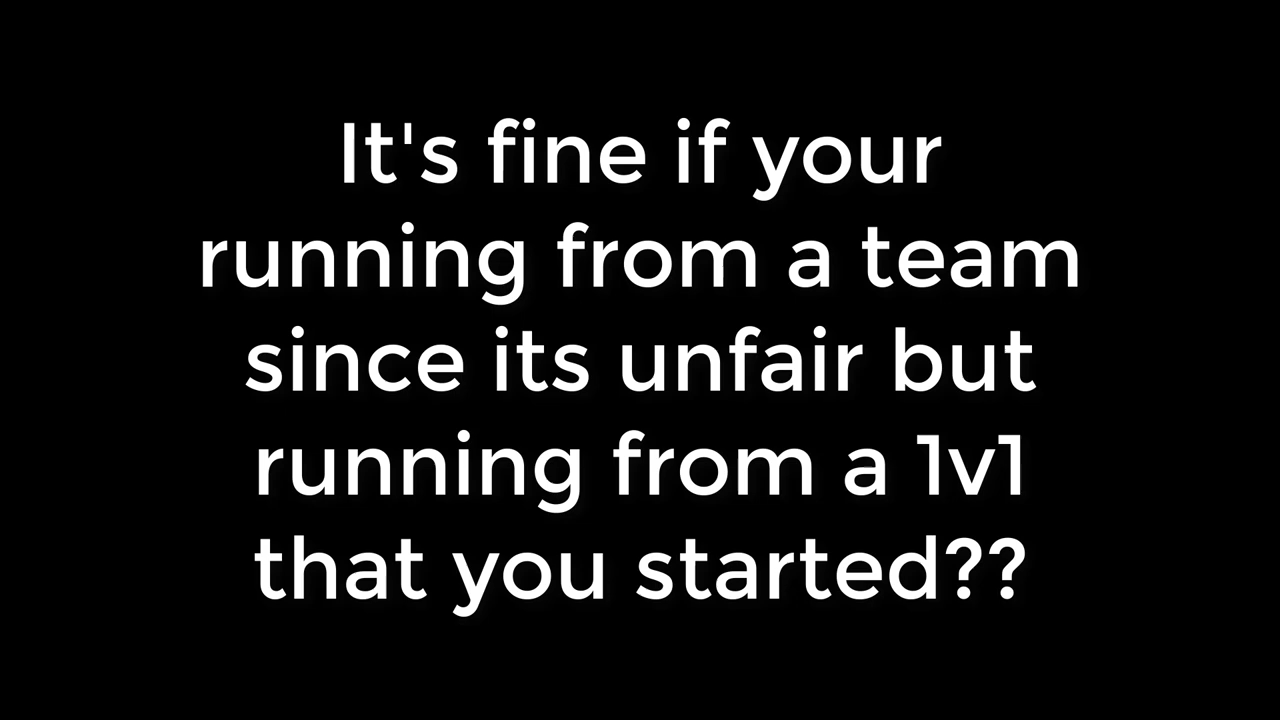 It's fine if your
running from a team
since its unfair but
running from a 1v1
that you started??